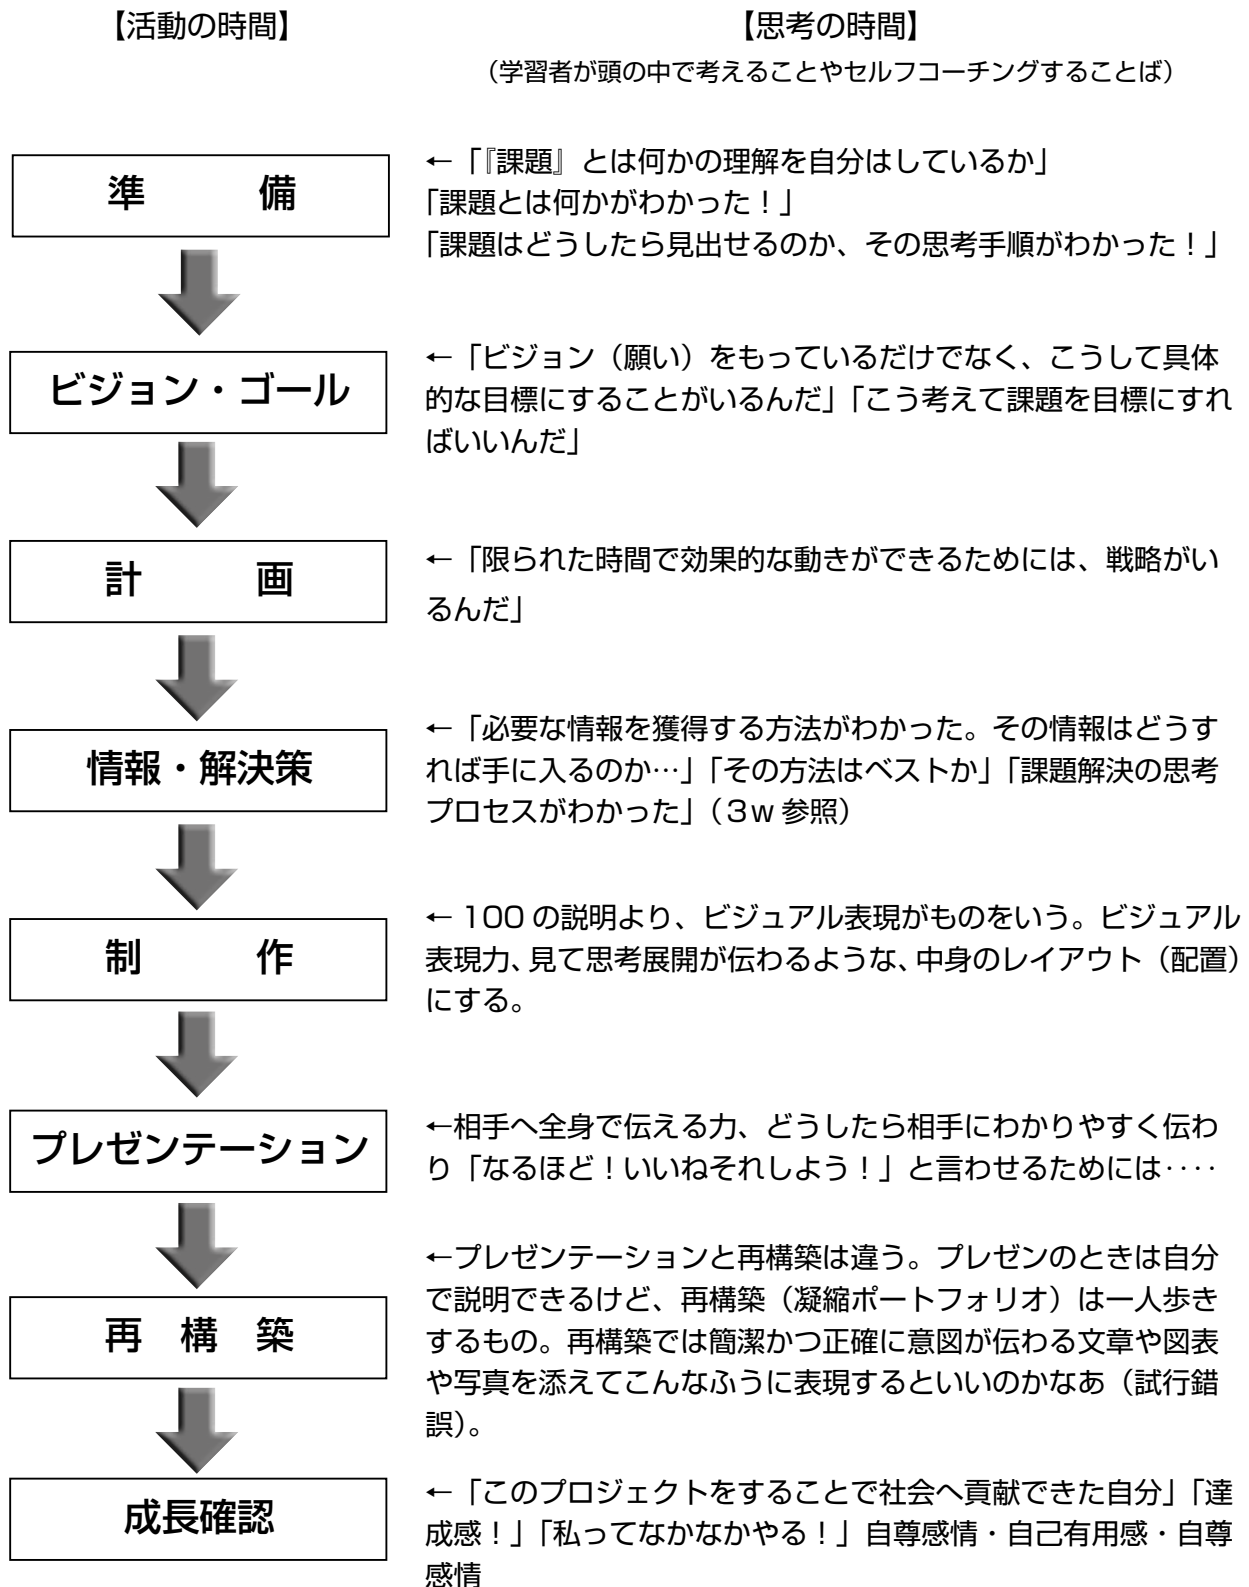 【活動の時間】
【思考の時間】
（学習者が頭の中で考えることやセルフコーチングすることば）
準　備
←「『課題』とは何かの理解を自分はしているか」
「課題とは何かがわかった！」
「課題はどうしたら見出せるのか、その思考手順がわかった！」
ビジョン・ゴール
←「ビジョン（願い）をもっているだけでなく、こうして具体
的な目標にすることがいるんだ」「こう考えて課題を目標にすれ
ばいいんだ」
計　画
←「限られた時間で効果的な動きができるためには、戦略がい
るんだ」
情報・解決策
←「必要な情報を獲得する方法がわかった。その情報はどうす
れば手に入るのか…」「その方法はベストか」「課題解決の思考
プロセスがわかった」（３w 参照）
制　作
← 100 の説明より、ビジュアル表現がものをいう。ビジュアル
表現力、見て思考展開が伝わるような、中身のレイアウト（配置）
にする。
プレゼンテーション
←相手へ全身で伝える力、どうしたら相手にわかりやすく伝わ
り「なるほど！いいねそれしよう！」と言わせるためには‥‥
再　構　築
←プレゼンテーションと再構築は違う。プレゼンのときは自分
で説明できるけど、再構築（凝縮ポートフォリオ）は一人歩き
するもの。再構築では簡潔かつ正確に意図が伝わる文章や図表
や写真を添えてこんなふうに表現するといいのかなあ（試行錯
誤）。
成長確認
←「このプロジェクトをすることで社会へ貢献できた自分」「達
成感！」「私ってなかなかやる！」自尊感情・自己有用感・自尊
感情